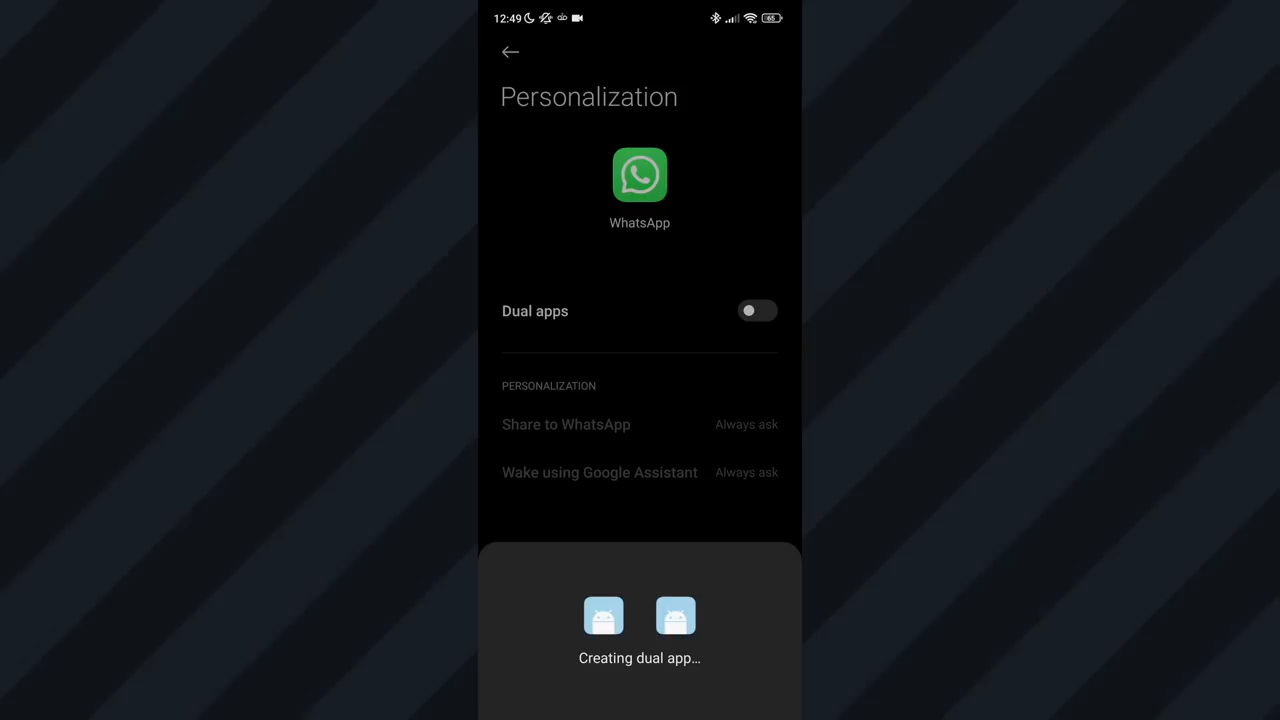 12:49
65
Personalization
WhatsApp
Dual apps
PERSONALIZATION
Share to WhatsApp Always ask
Wake using Google Assistant Always ask
Creating dual app...